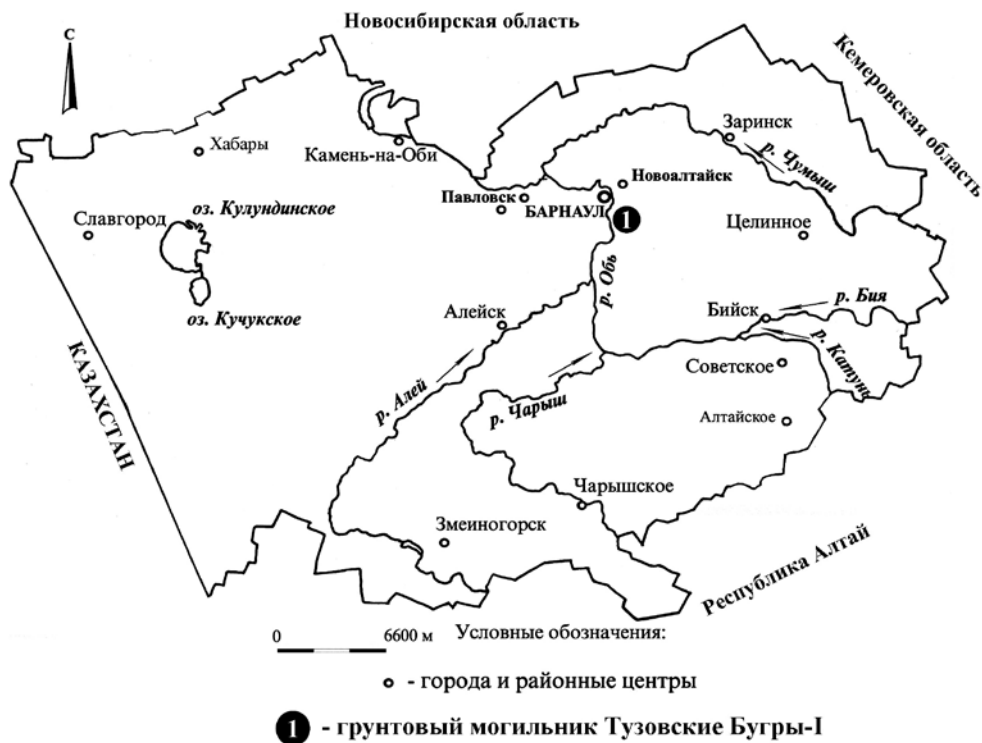 Новосибирская область
С
Кемеровская область
Заринск
Хабары
Камень-на-Оби
р. Чумыш
Новоалтайск
Павловск
БАРНАУЛ
1
оз. Кулундинское
Славгород
Целинное
р. Обь
р. Бия
оз. Кучукское
Алейск
Бийск
р. Катунь
КАЗАХСТАН
Советское
р. Алей
р. Чарыш
Алтайское
Чарышское
Змеиногорск
Республика Алтай
0 6600 м
Условные обозначения:
- города и районные центры
1 - грунтовый могильник Тузовские Бугры-I